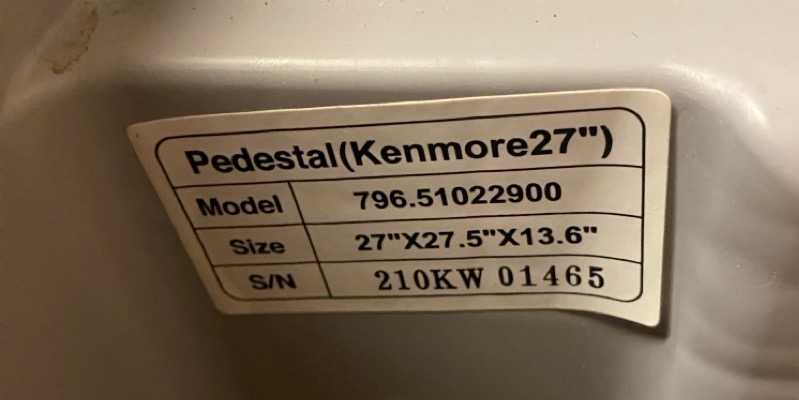 Pedestal(Kenmore27")
Model 796.51022900
Size 27"X27.5"X13.6"
S/N 210KW 01465